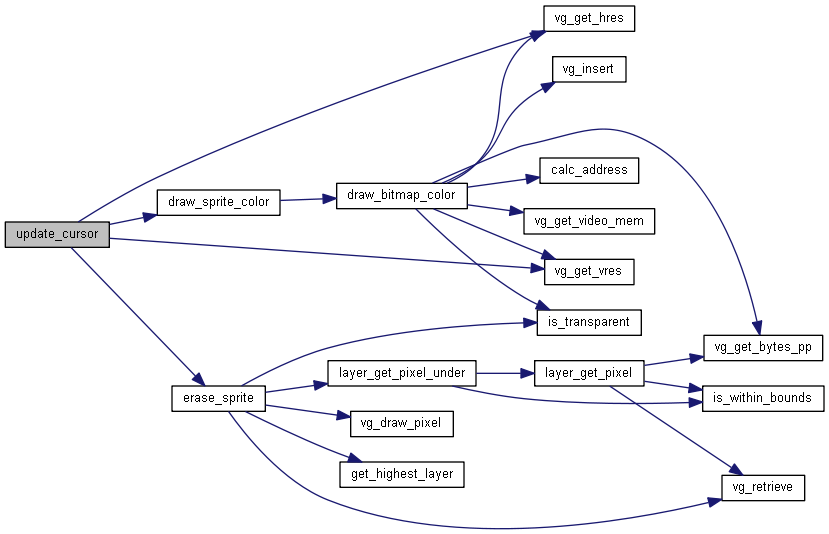 vg_get_hres
vg_insert
calc_address
draw_sprite_color
draw_bitmap_color
vg_get_video_mem
update_cursor
vg_get_vres
is_transparent
vg_get_bytes_pp
layer_get_pixel_under
layer_get_pixel
erase_sprite
is_within_bounds
vg_draw_pixel
get_highest_layer
vg_retrieve